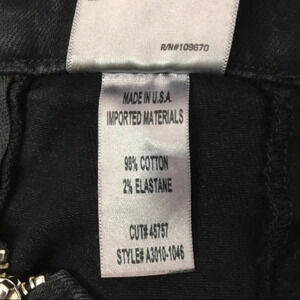 R/N#109670
MADE IN U.S.A.
IMPORTED MATERIALS
98% COTTON
2% ELASTANE
CUT# 45757
STYLE# A3010-1046